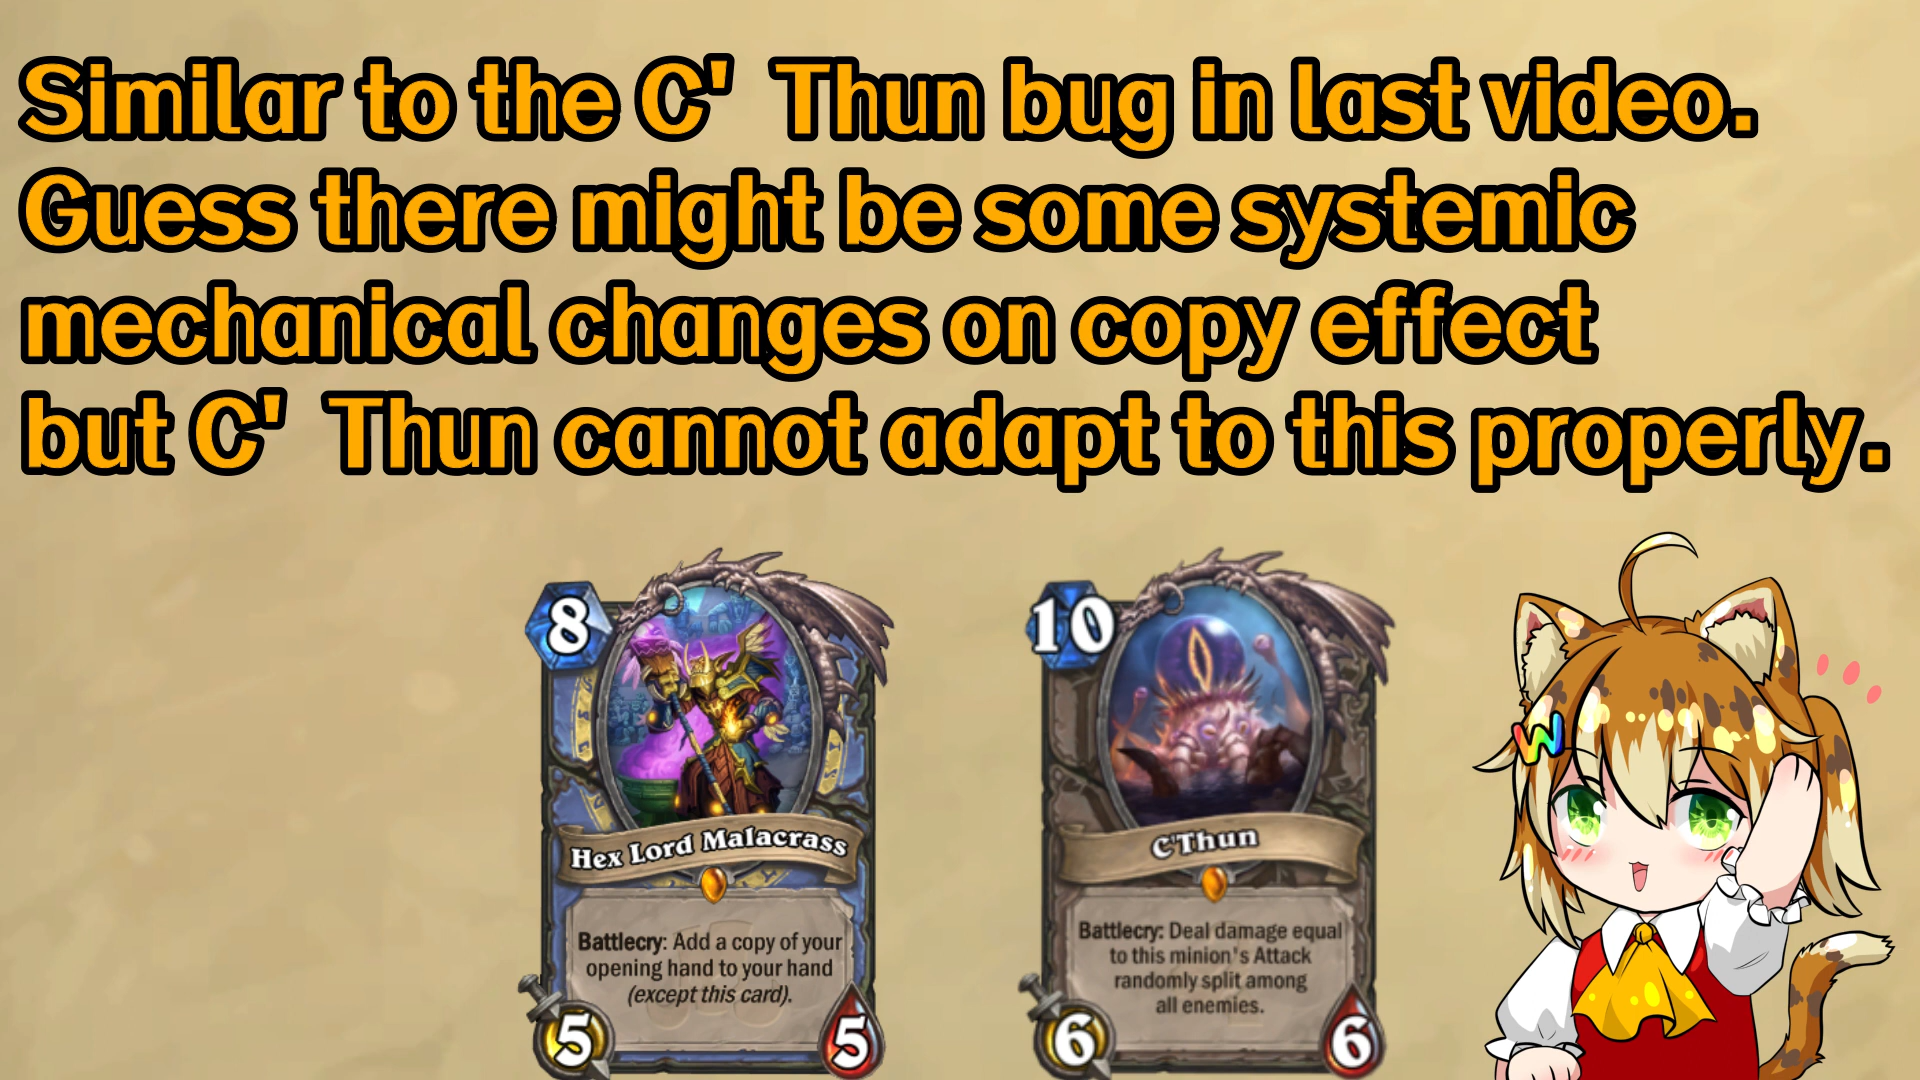 Similar to the C' Thun bug in last video.
Guess there might be some systemic
mechanical changes on copy effect
but C' Thun cannot adapt to this properly.
8
Hex Lord Malacrass
Battlecry: Add a copy of your
opening hand to your hand
(except this card).
5
5
10
C'Thun
Battlecry: Deal damage equal
to this minion's Attack
randomly split among
all enemies.
6
6
W